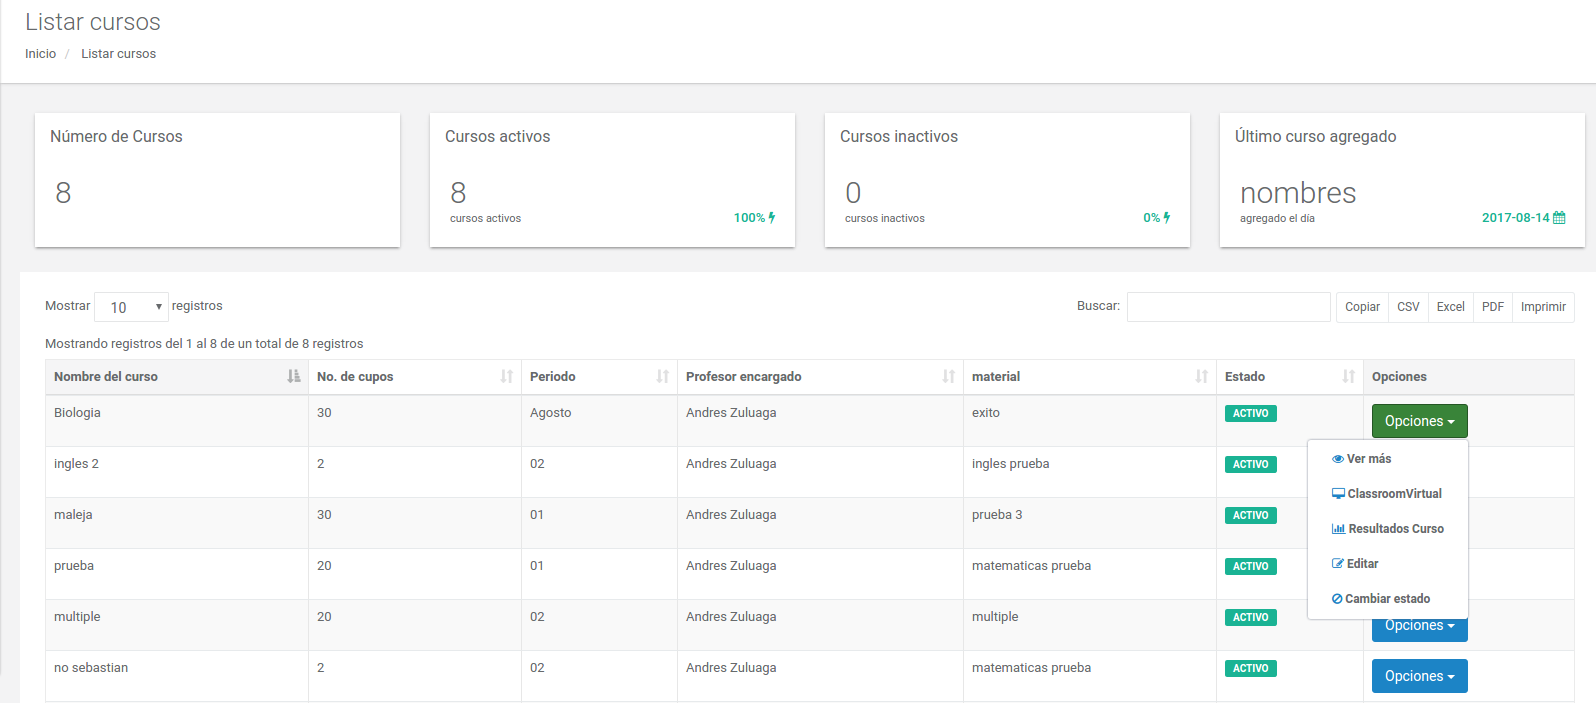 Listar cursos
Inicio / Listar cursos
Número de Cursos
8
Cursos activos
8
cursos activos 100%
Cursos inactivos
0
cursos inactivos 0%
Último curso agregado
nombres
agregado el día 2017-08-14
Mostrar 10 registros Buscar: Copiar CSV Excel PDF Imprimir
Mostrando registros del 1 al 8 de un total de 8 registros
Nombre del curso No. de cupos Periodo Profesor encargado material Estado Opciones
Biologia 30 Agosto Andres Zuluaga exito ACTIVO Opciones
ingles 2 2 02 Andres Zuluaga ingles prueba ACTIVO
maleja 30 01 Andres Zuluaga prueba 3 ACTIVO
prueba 20 01 Andres Zuluaga matematicas prueba ACTIVO
multiple 20 02 Andres Zuluaga multiple ACTIVO Opciones
no sebastian 2 02 Andres Zuluaga matematicas prueba ACTIVO Opciones
Ver más
ClassroomVirtual
Resultados Curso
Editar
Cambiar estado